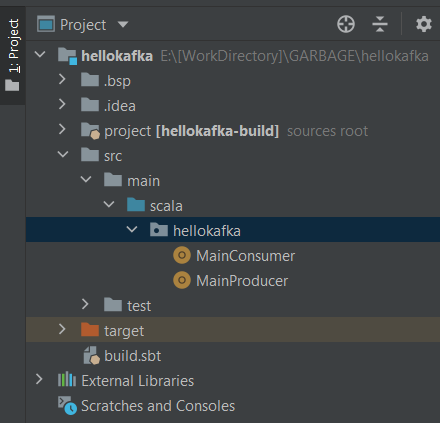 1: Project
Project
hellokafka E:\[WorkDirectory]\GARBAGE\hellokafka
.bsp
.idea
project [hellokafka-build] sources root
src
main
scala
hellokafka
O MainConsumer
O MainProducer
test
target
build.sbt
External Libraries
Scratches and Consoles